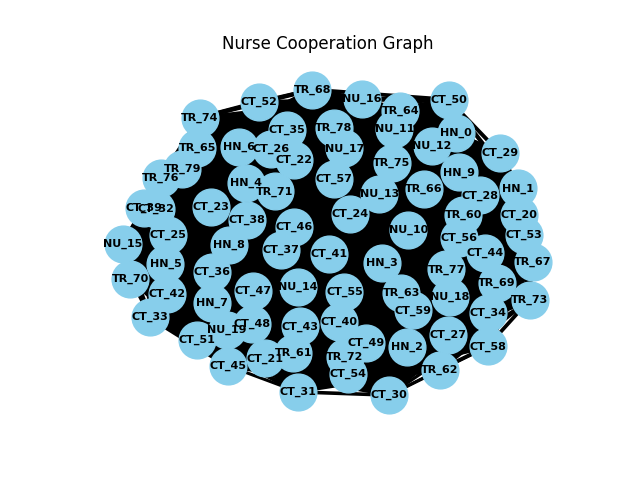 Nurse Cooperation Graph
TR_68
CT_52
NU_16
CT_50
TR_64
TR_74
CT_35
TR_78
NU_11
HN_0
TR_65
HN_6
CT_26
NU_17
NU_12
CT_29
CT_22
TR_75
TR_79
TR_76
HN_4
TR_71
CT_57
HN_9
TR_66
HN_1
NU_13
CT_28
CT_39
CT_23
CT_38
CT_24
TR_60
CT_20
CT_46
NU_10
CT_25
CT_56
CT_53
NU_15
HN_8
CT_37
CT_41
CT_44
HN_5
HN_3
TR_67
CT_36
TR_77
TR_70
TR_69
CT_42
CT_47
NU_14
CT_55
TR_63
NU_18
HN_7
TR_73
CT_33
CT_59
CT_34
NU_19
CT_48
CT_43
CT_40
CT_27
CT_51
CT_49
HN_2
CT_58
CT_21
TR_61
TR_72
CT_45
CT_54
TR_62
CT_31
CT_30